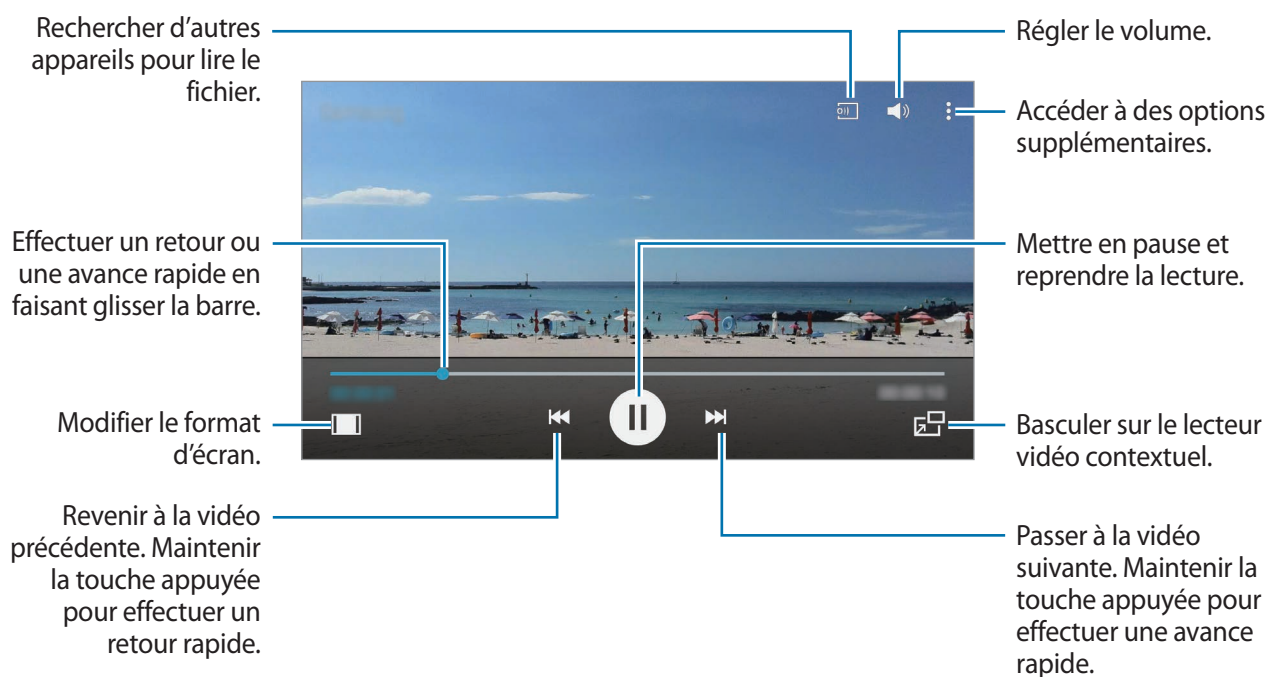 Rechercher d'autres
appareils pour lire le
fichier.
Régler le volume.
Accéder à des options
supplémentaires.
Effectuer un retour ou
une avance rapide en
faisant glisser la barre.
Mettre en pause et
reprendre la lecture.
Modifier le format
d'écran.
Basculer sur le lecteur
vidéo contextuel.
Revenir à la vidéo
précédente. Maintenir
la touche appuyée
pour effectuer un
retour rapide.
Passer à la vidéo
suivante. Maintenir la
touche appuyée pour
effectuer une avance
rapide.